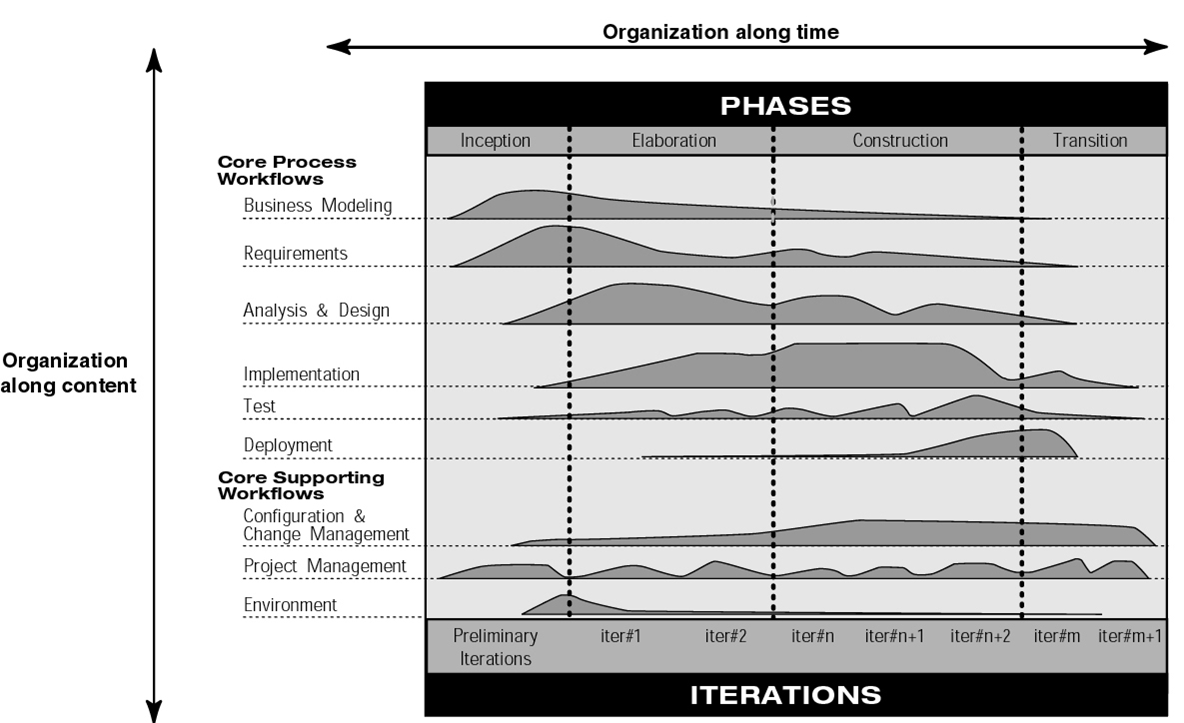 Organization along time
PHASES
Inception Elaboration Construction Transition
Core Process
Workflows
Business Modeling
Requirements
Analysis & Design
Organization
along content
Implementation
Test
Deployment
Core Supporting
Workflows
Configuration &
Change Management
Project Management
Environment
Preliminary
Iterations
iter#1 iter#2 iter#n iter#n+1 iter#n+2 iter#m iter#m+1
ITERATIONS